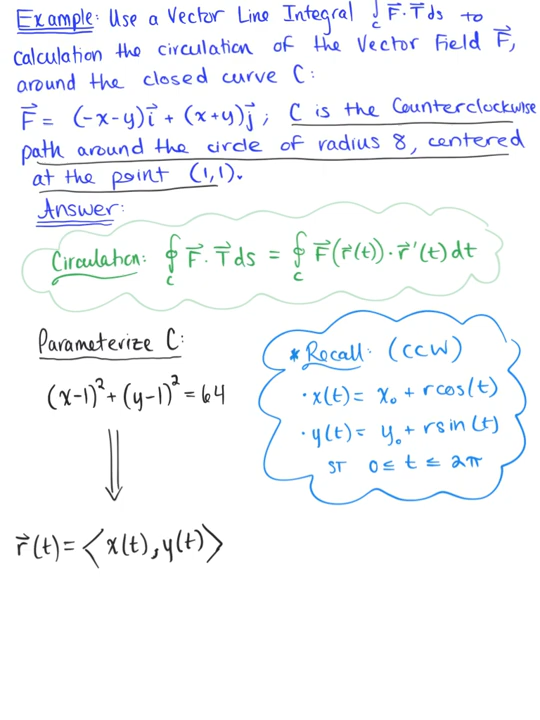 Example: Use a Vector Line Integral ∫_C F⃗·T⃗ ds to
Calculation the circulation of the Vector Field F⃗,
around the closed curve C:
F⃗ = (-x-y)i⃗ + (x+y)j⃗ ; C is the Counterclockwise
path around the circle of radius 8, centered
at the point (1,1).
Answer:
Circulation: ∮_C F⃗·T⃗ ds = ∮_C F⃗(r⃗(t))·r⃗'(t) dt
Parameterize C:
(x-1)² + (y-1)² = 64
* Recall: (CCW)
· x(t) = x₀ + rcos(t)
· y(t) = y₀ + rsin(t)
ST 0 ≤ t ≤ 2π
r⃗(t) = ⟨x(t), y(t)⟩